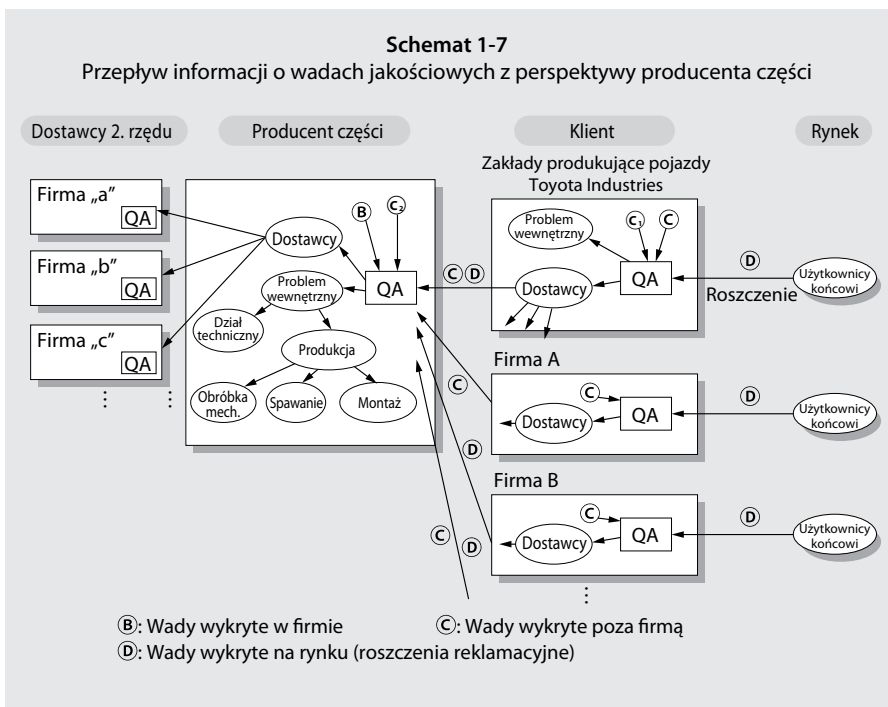 Schemat 1-7
Przepływ informacji o wadach jakościowych z perspektywy producenta części
Dostawcy 2. rzędu
Producent części
Klient
Rynek
Zakłady produkujące pojazdy
Toyota Industries
Firma „a”
QA
Firma „b”
QA
Firma „c”
QA
⋮
⋮
B
C₂
Dostawcy
QA
Problem
wewnętrzny
Dział
techniczny
Produkcja
Obróbka
mech.
Spawanie
Montaż
C D
C
D
C
D
Problem
wewnętrzny
C₁
C
QA
Dostawcy
D
Roszczenie
Użytkownicy
końcowi
Firma A
C
QA
Dostawcy
D
Użytkownicy
końcowi
Firma B
C
QA
Dostawcy
D
Użytkownicy
końcowi
⋮
B: Wady wykryte w firmie
C: Wady wykryte poza firmą
D: Wady wykryte na rynku (roszczenia reklamacyjne)